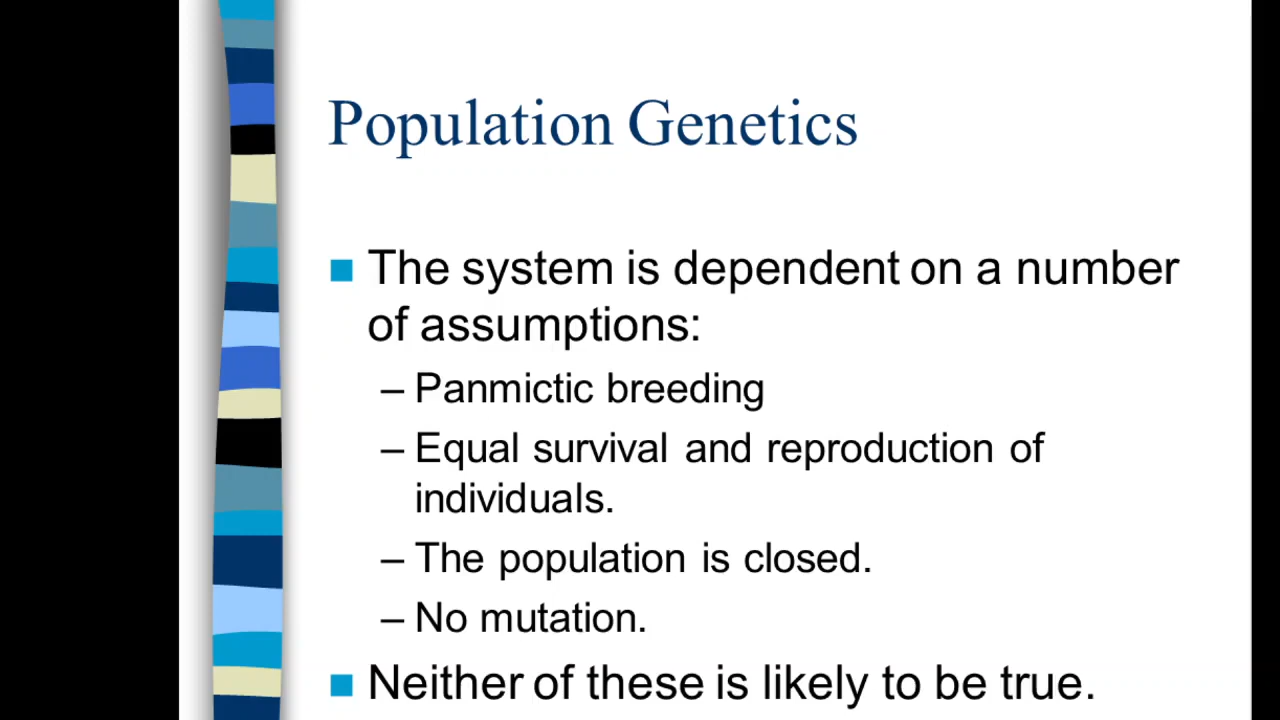 Population Genetics
The system is dependent on a number
of assumptions:
– Panmictic breeding
– Equal survival and reproduction of
individuals.
– The population is closed.
– No mutation.
Neither of these is likely to be true.